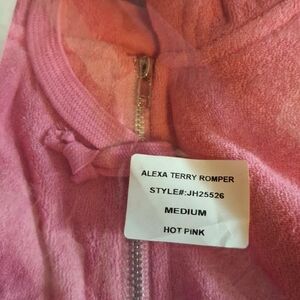 ALEXA TERRY ROMPER
STYLE#:JH25526
MEDIUM
HOT PINK